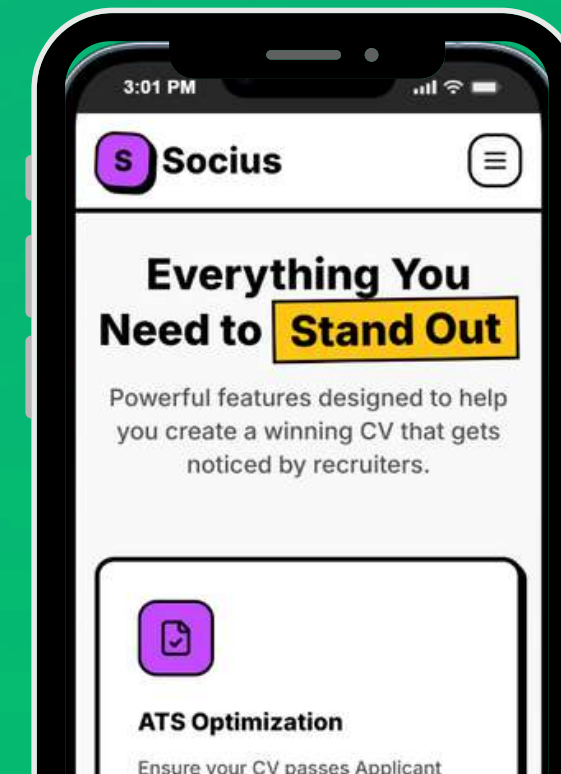 3:01 PM
S Socius
Everything You
Need to Stand Out
Powerful features designed to help
you create a winning CV that gets
noticed by recruiters.
ATS Optimization
Ensure your CV passes Applicant